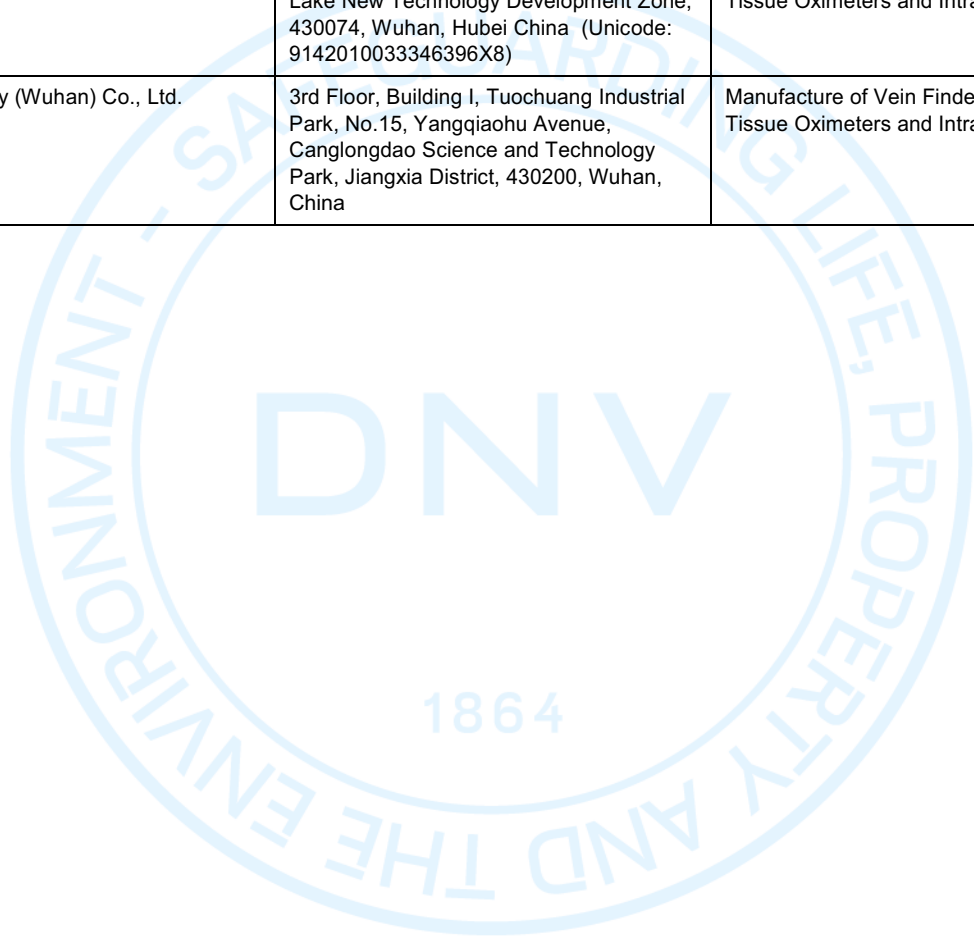 Lake New Technology Development Zone,
430074, Wuhan, Hubei China (Unicode:
9142010033346396X8)
Tissue Oximeters and Intra
y (Wuhan) Co., Ltd.
3rd Floor, Building I, Tuochuang Industrial
Park, No.15, Yangqiaohu Avenue,
Canglongdao Science and Technology
Park, Jiangxia District, 430200, Wuhan,
China
Manufacture of Vein Finde
Tissue Oximeters and Intra
SAFEGUARDING LIFE, PROPERTY AND THE ENVIRONMENT –
DNV
1864